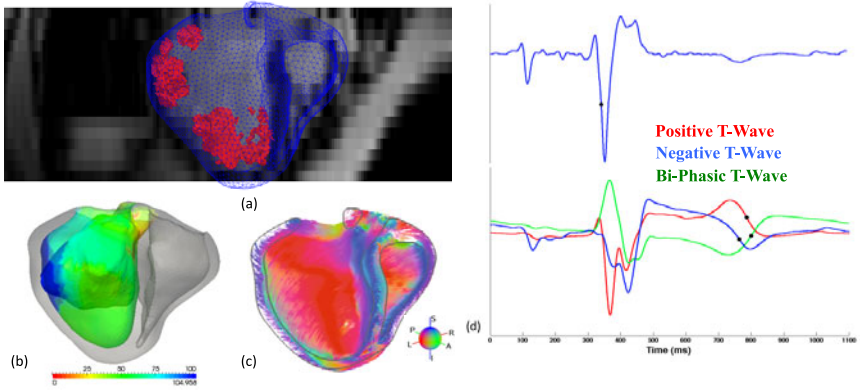 (a)
Positive T-Wave
Negative T-Wave
Bi-Phasic T-Wave
(b)
0 25 50 75 100
0 104.958
(c)
S
P R
L A
I
(d)
0 100 200 300 400 500 600 700 800 900 1000 1100
Time (ms)